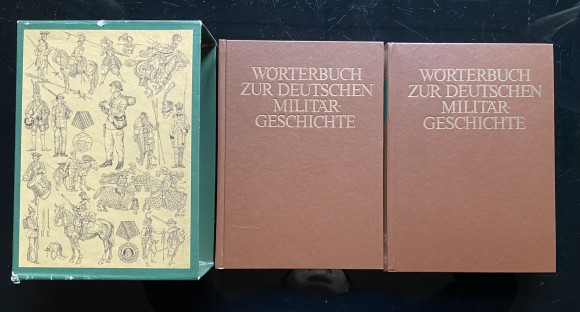 WÖRTERBUCH
ZUR DEUTSCHEN
MILITÄR-
GESCHICHTE
WÖRTERBUCH
ZUR DEUTSCHEN
MILITÄR-
GESCHICHTE